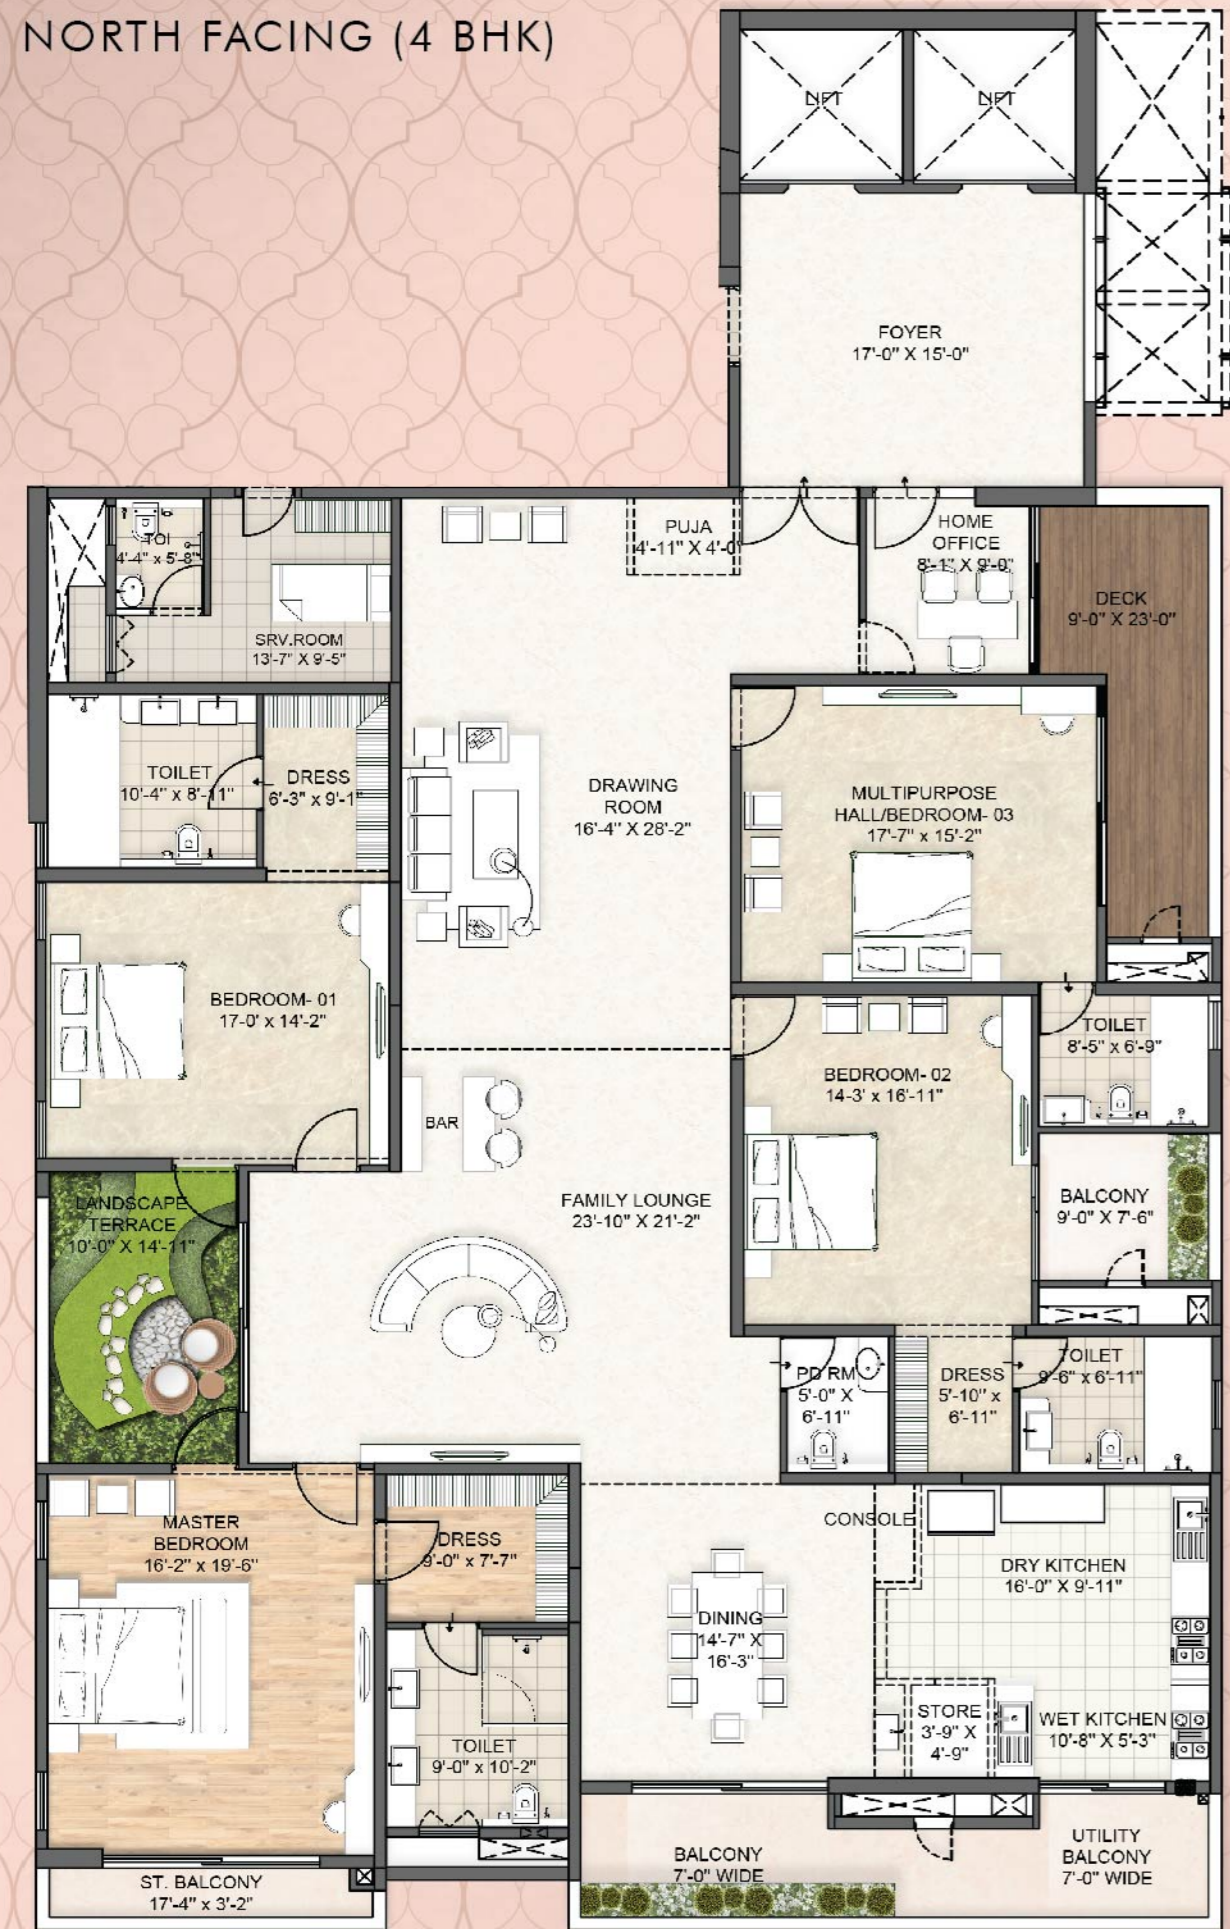 NORTH FACING (4 BHK)
LIFT
LIFT
FOYER
17'-0" X 15'-0"
TOI
4'-4" x 5'-8"
SRV.ROOM
13'-7" X 9'-5"
PUJA
4'-11" X 4'-0
HOME
OFFICE
8'-1" X 9'-0"
DECK
9'-0" X 23'-0"
TOILET
10'-4" x 8'-11"
DRESS
6'-3" x 9'-1"
DRAWING
ROOM
16'-4" X 28'-2"
MULTIPURPOSE
HALL/BEDROOM- 03
17'-7" x 15'-2"
BEDROOM- 01
17'-0' x 14'-2"
TOILET
8'-5" x 6'-9"
BEDROOM- 02
14-3' x 16'-11"
BAR
LANDSCAPE
TERRACE
10'-0" X 14'-11"
FAMILY LOUNGE
23'-10" X 21'-2"
BALCONY
9'-0" X 7'-6"
PD RM
5'-0" X
6'-11"
DRESS
5'-10" x
6'-11"
TOILET
9'-6" x 6'-11"
MASTER
BEDROOM
16'-2" x 19'-6"
DRESS
9'-0" x 7'-7"
CONSOLE
DRY KITCHEN
16'-0" X 9'-11"
DINING
14'-7" X
16'-3"
STORE
3'-9" X
4'-9"
WET KITCHEN
10'-8" X 5'-3"
TOILET
9'-0" x 10'-2"
BALCONY
7'-0" WIDE
UTILITY
BALCONY
7'-0" WIDE
ST. BALCONY
17'-4" x 3'-2"